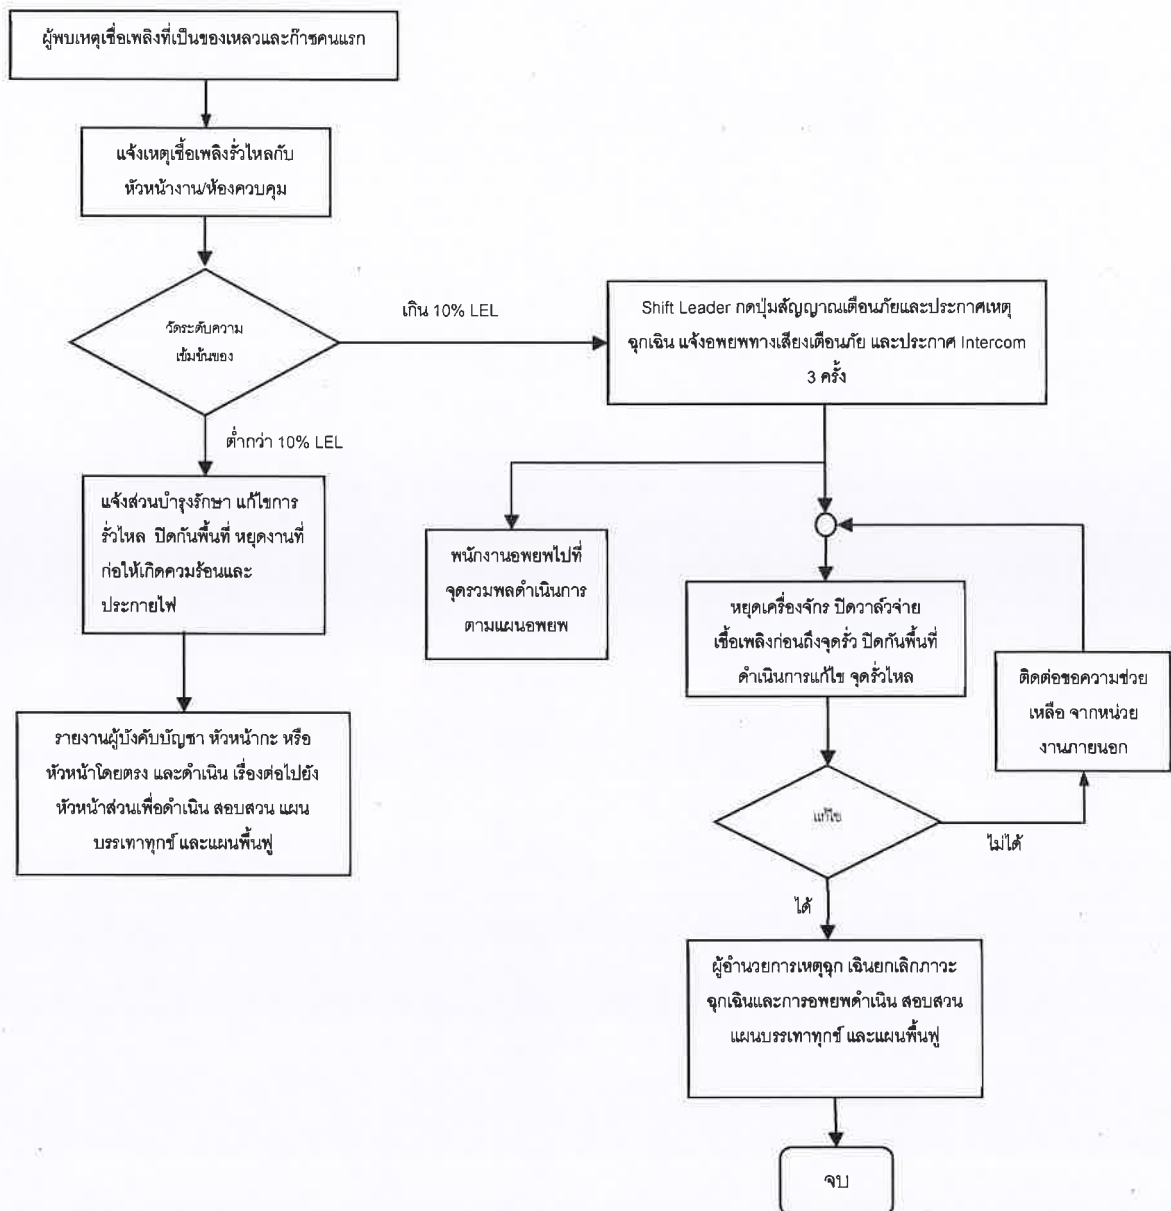 ผู้พบเหตุเชื่อเพลิงที่เป็นของเหลวและก๊าซคนแรก
แจ้งเหตุเชื้อเพลิงรั่วไหลกับ
หัวหน้างาน/ห้องควบคุม
วัดระดับความ
เข้มข้นของ
เกิน 10% LEL
Shift Leader กดปุ่มสัญญาณเตือนภัยและประกาศเหตุ
ฉุกเฉิน แจ้งอพยพทางเสียงเตือนภัย และประกาศ Intercom
3 ครั้ง
ต่ำกว่า 10% LEL
แจ้งส่วนบำรุงรักษา แก้ไขการ
รั่วไหล ปิดกันพื้นที่ หยุดงานที่
ก่อให้เกิดควมร้อนและ
ประกายไฟ
พนักงานอพยพไปที่
จุดรวมพลดำเนินการ
ตามแผนอพยพ
หยุดเครื่องจักร ปิดวาล์วจ่าย
เชื้อเพลิงก่อนถึงจุดรั่ว ปิดกันพื้นที่
ดำเนินการแก้ไข จุดรั่วไหล
ติดต่อขอความช่วย
เหลือ จากหน่วย
งานภายนอก
รายงานผู้บังคับบัญชา หัวหน้ากะ หรือ
หัวหน้าโดยตรง และดำเนิน เรื่องต่อไปยัง
หัวหน้าส่วนเพื่อดำเนิน สอบสวน แผน
บรรเทาทุกข์ และแผนพื้นฟู
แก้ไข
ไม่ได้
ได้
ผู้อำนวยการเหตุฉุก เฉินยกเลิกภาวะ
ฉุกเฉินและการอพยพดำเนิน สอบสวน
แผนบรรเทาทุกข์ และแผนพื้นฟู
จบ